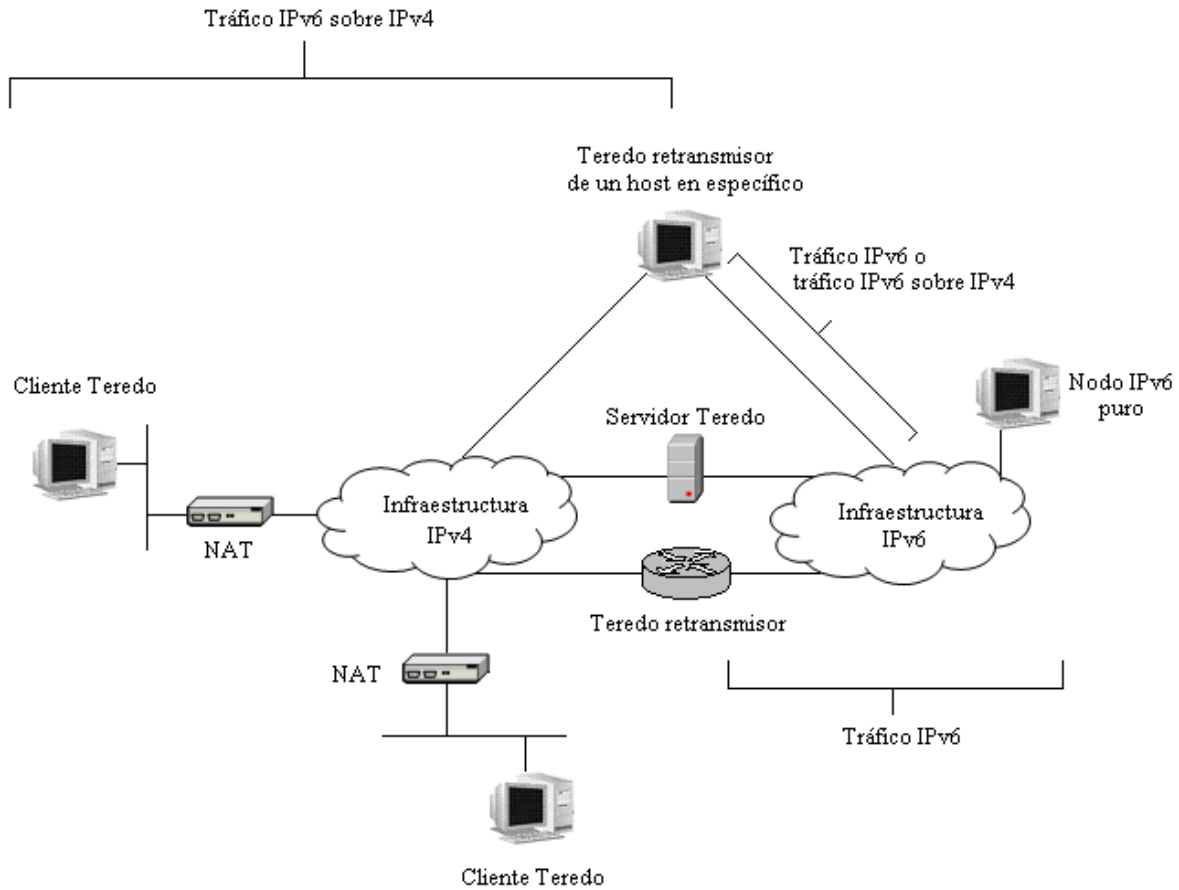 Tráfico IPv6 sobre IPv4
Teredo retransmisor
de un host en específico
Tráfico IPv6 o
tráfico IPv6 sobre IPv4
Cliente Teredo
Servidor Teredo
Nodo IPv6
puro
Infraestructura
IPv4
Infraestructura
IPv6
NAT
Teredo retransmisor
NAT
Tráfico IPv6
Cliente Teredo